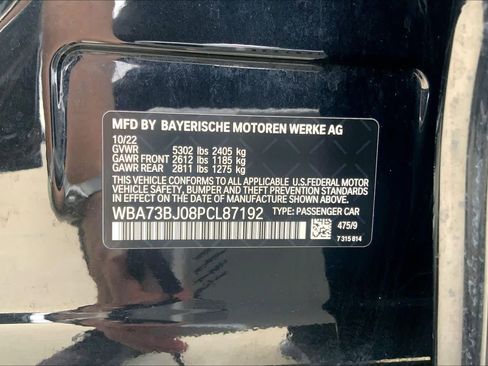 MFD BY BAYERISCHE MOTOREN WERKE AG
10/22
GVWR 5302 lbs 2405 kg
GAWR FRONT 2612 lbs 1185 kg
GAWR REAR 2811 lbs 1275 kg
THIS VEHICLE CONFORMS TO ALL APPLICABLE U.S.FEDERAL MOTOR
VEHICLE SAFETY, BUMPER AND THEFT PREVENTION STANDARDS
IN EFFECT ON THE DATE OF MANUFACTURE SHOWN ABOVE.
WBA73BJ08PCL87192 TYPE: PASSENGER CAR
475/9
7 315 814